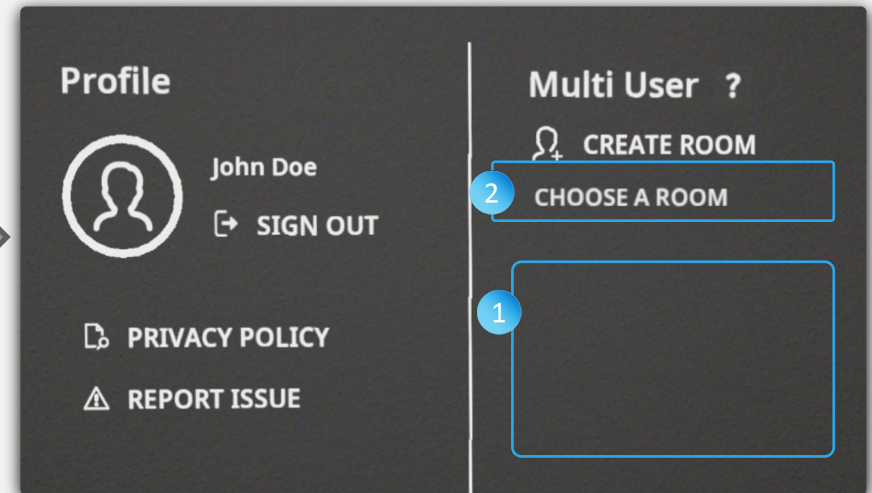 Profile
John Doe
SIGN OUT
PRIVACY POLICY
REPORT ISSUE
Multi User ?
CREATE ROOM
2
CHOOSE A ROOM
1